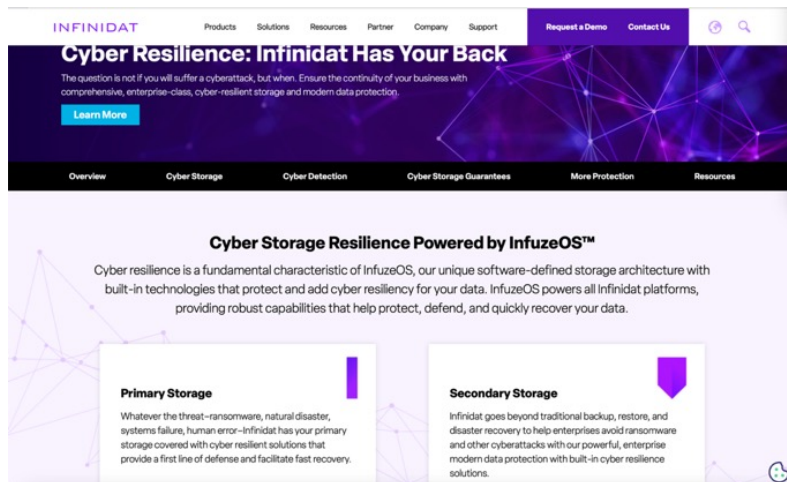 INFINIDAT
Products Solutions Resources Partner Company Support Request a Demo Contact Us
Cyber Resilience: Infinidat Has Your Back
The question is not if you will suffer a cyberattack, but when. Ensure the continuity of your business with
comprehensive, enterprise-class, cyber-resilient storage and modern data protection.
Learn More
Overview Cyber Storage Cyber Detection Cyber Storage Guarantees More Protection Resources
Cyber Storage Resilience Powered by InfuzeOS™
Cyber resilience is a fundamental characteristic of InfuzeOS, our unique software-defined storage architecture with
built-in technologies that protect and add cyber resiliency for your data. InfuzeOS powers all Infinidat platforms,
providing robust capabilities that help protect, defend, and quickly recover your data.
Primary Storage
Whatever the threat–ransomware, natural disaster,
systems failure, human error–Infinidat has your primary
storage covered with cyber resilient solutions that
provide a first line of defense and facilitate fast recovery.
Secondary Storage
Infinidat goes beyond traditional backup, restore, and
disaster recovery to help enterprises avoid ransomware
and other cyberattacks with our powerful, enterprise
modern data protection with built-in cyber resilience
solutions.